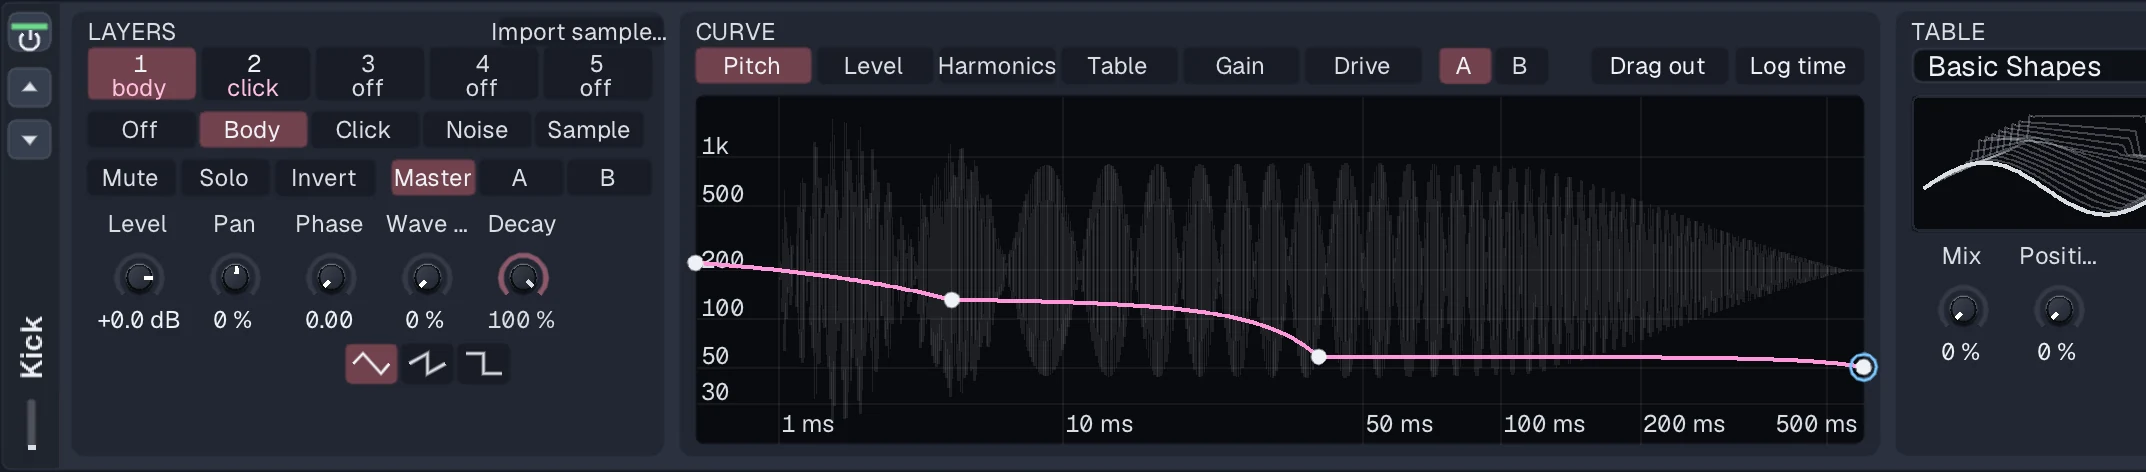 Kick
LAYERS
Import sample...
1 2 3 4 5
body click off off off
Off Body Click Noise Sample
Mute Solo Invert Master A B
Level Pan Phase Wave ... Decay
+0.0 dB 0 % 0.00 0 % 100 %
CURVE
Pitch Level Harmonics Table Gain Drive A B Drag out Log time
1k
500
200
100
50
30
1 ms 10 ms 50 ms 100 ms 200 ms 500 ms
TABLE
Basic Shapes
Mix Positi...
0 % 0 %